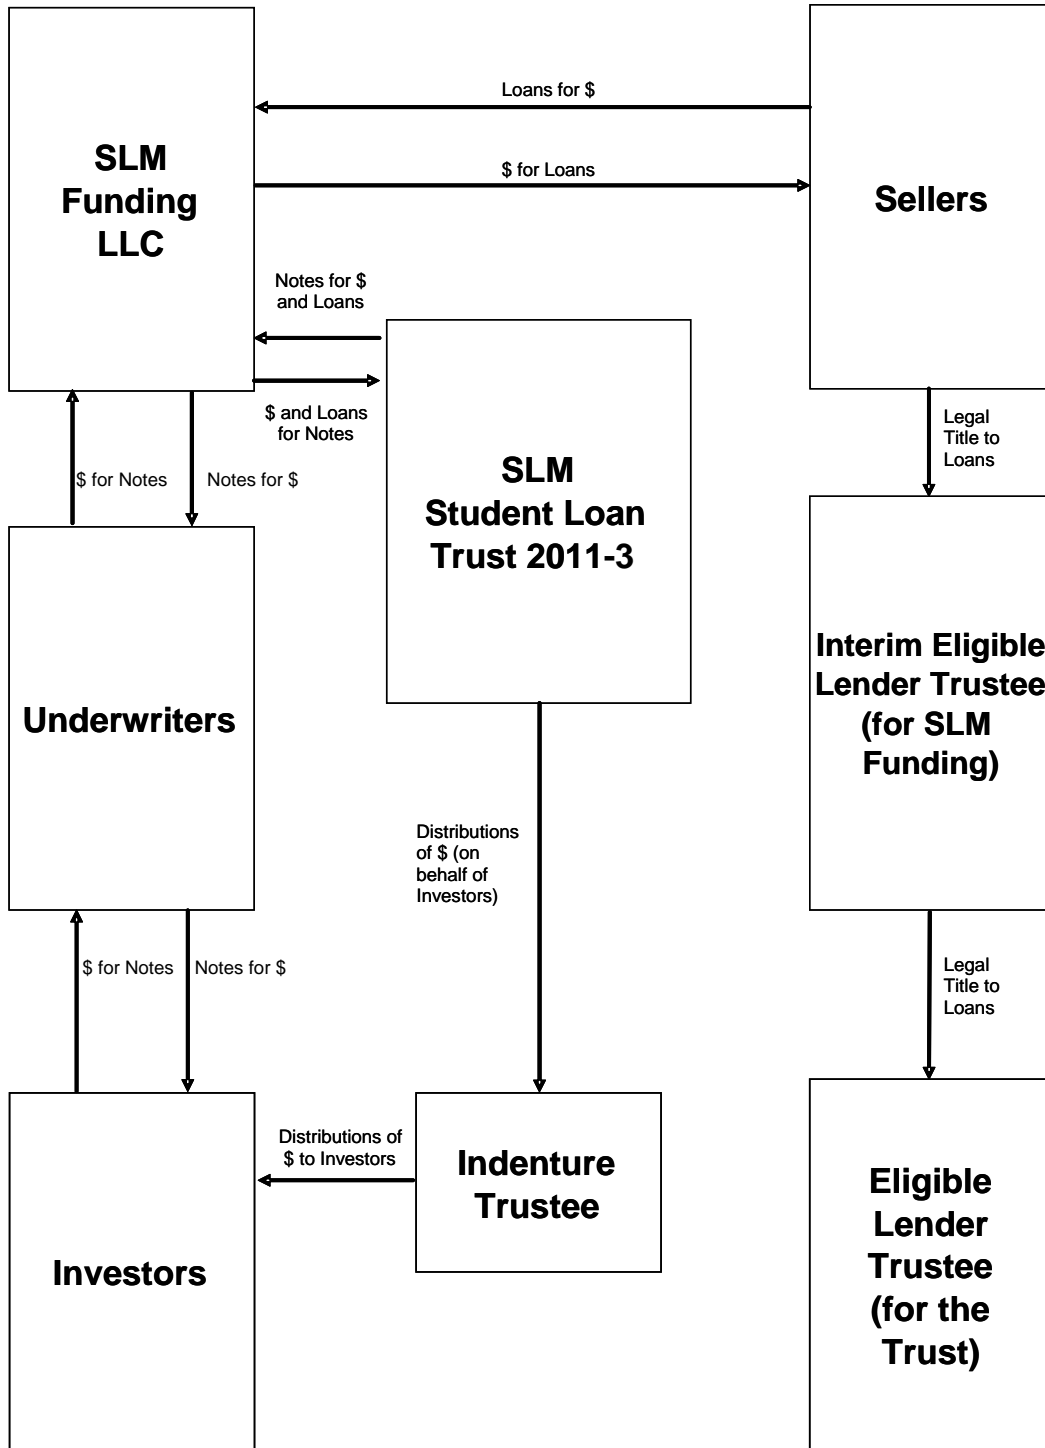 Loans for $
SLM
Funding
LLC
$ for Loans
Sellers
Notes for $
and Loans
$ and Loans
for Notes
Legal
Title to
Loans
SLM
Student Loan
Trust 2011-3
$ for Notes
Notes for $
Underwriters
Interim Eligible
Lender Trustee
(for SLM
Funding)
Distributions
of $ (on
behalf of
Investors)
$ for Notes
Notes for $
Legal
Title to
Loans
Distributions of
$ to Investors
Indenture
Trustee
Investors
Eligible
Lender
Trustee
(for the
Trust)